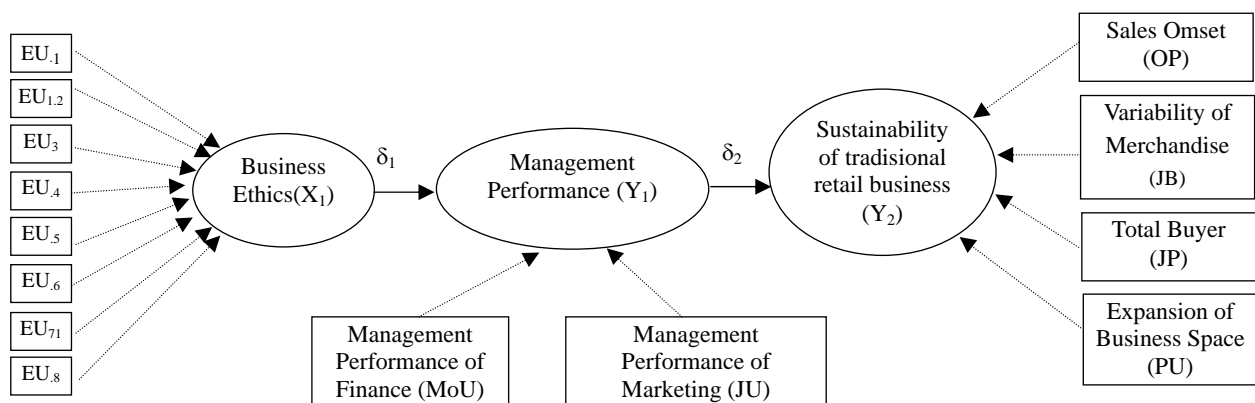 EU.1
EU1.2
EU3
EU.4
EU.5
EU.6
EU71
EU.8
Business
Ethics(X1)
δ1
Management
Performance (Y1)
δ2
Sustainability
of tradisional
retail business
(Y2)
Management
Performance of
Finance (MoU)
Management
Performance of
Marketing (JU)
Sales Omset
(OP)
Variability of
Merchandise
(JB)
Total Buyer
(JP)
Expansion of
Business Space
(PU)